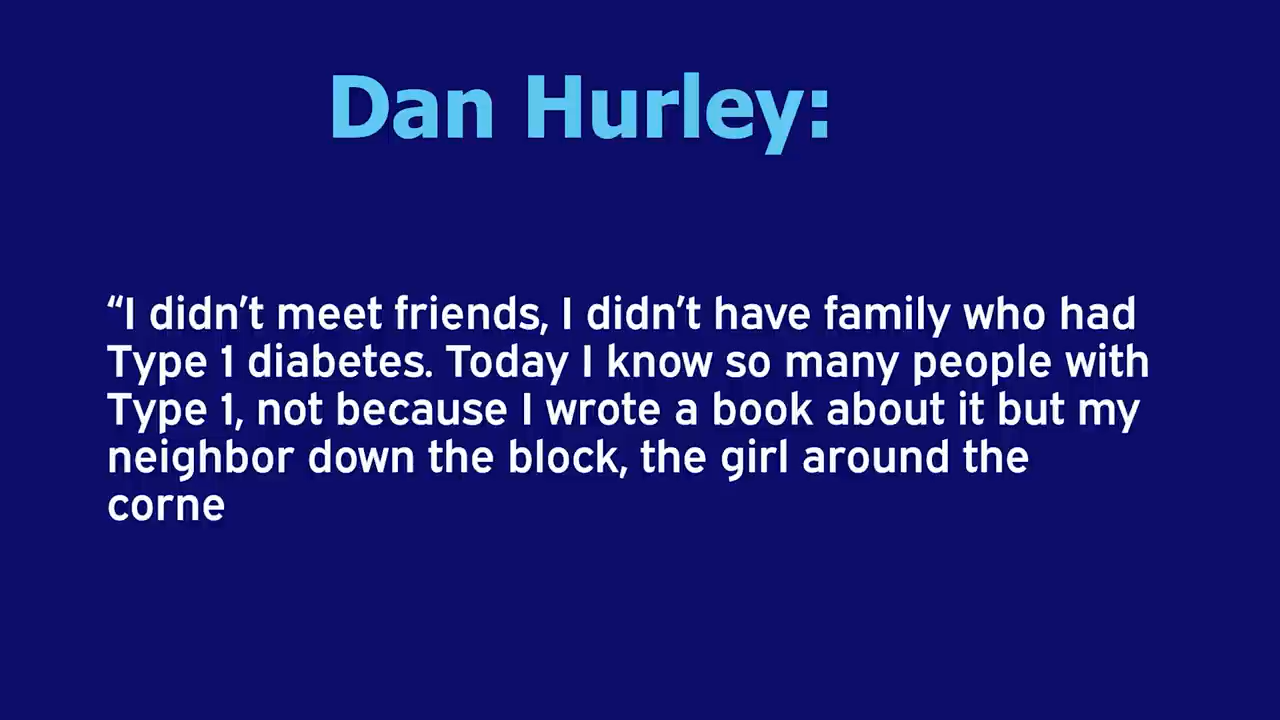 Dan Hurley:
“I didn’t meet friends, I didn’t have family who had
Type 1 diabetes. Today I know so many people with
Type 1, not because I wrote a book about it but my
neighbor down the block, the girl around the
corne